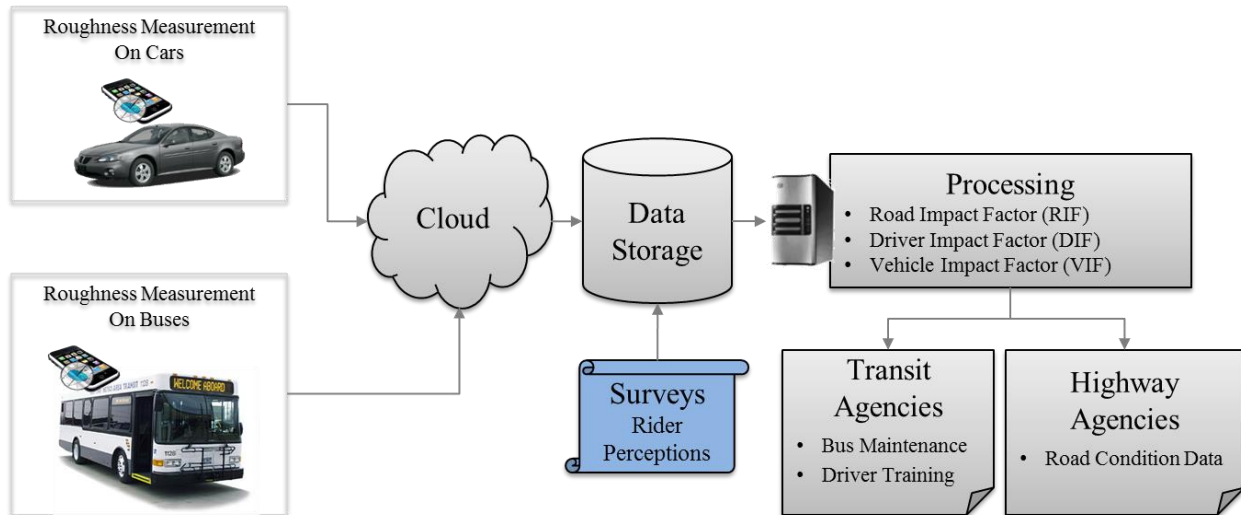 Roughness Measurement
On Cars
Roughness Measurement
On Buses
WELCOME ABOARD
1120
Cloud
Data
Storage
Surveys
Rider
Perceptions
Processing
• Road Impact Factor (RIF)
• Driver Impact Factor (DIF)
• Vehicle Impact Factor (VIF)
Transit
Agencies
• Bus Maintenance
• Driver Training
Highway
Agencies
• Road Condition Data